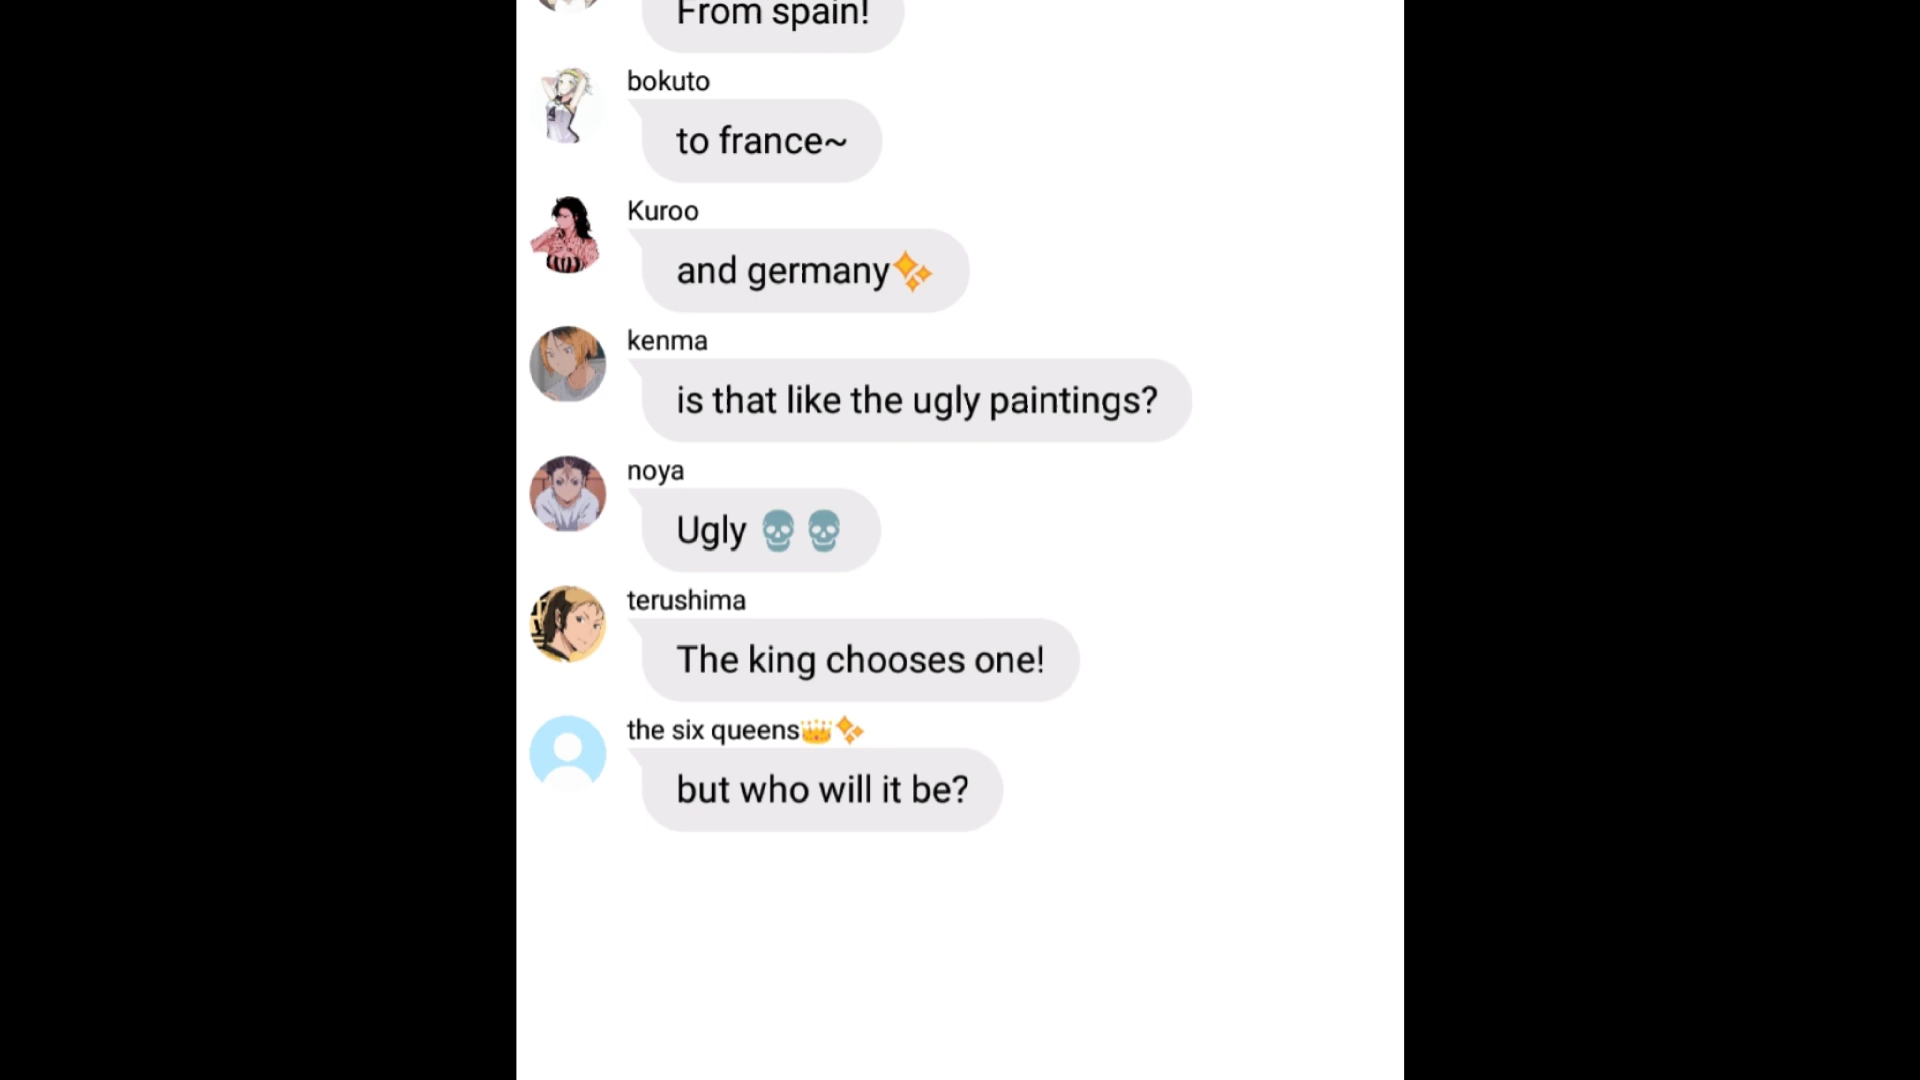 From spain!
bokuto
to france~
Kuroo
and germany✨
kenma
is that like the ugly paintings?
noya
Ugly 💀💀
terushima
The king chooses one!
the six queens👑✨
but who will it be?